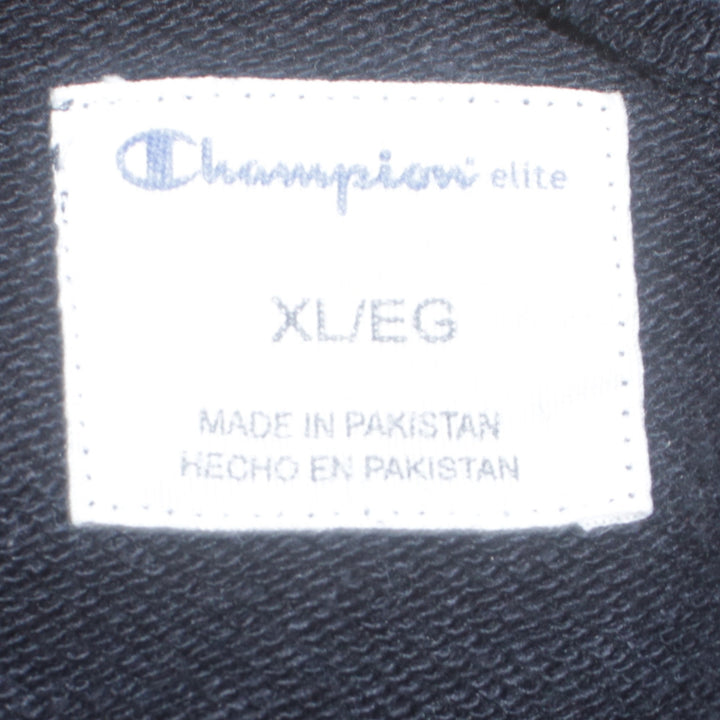 Champion elite
XL/EG
MADE IN PAKISTAN
HECHO EN PAKISTAN